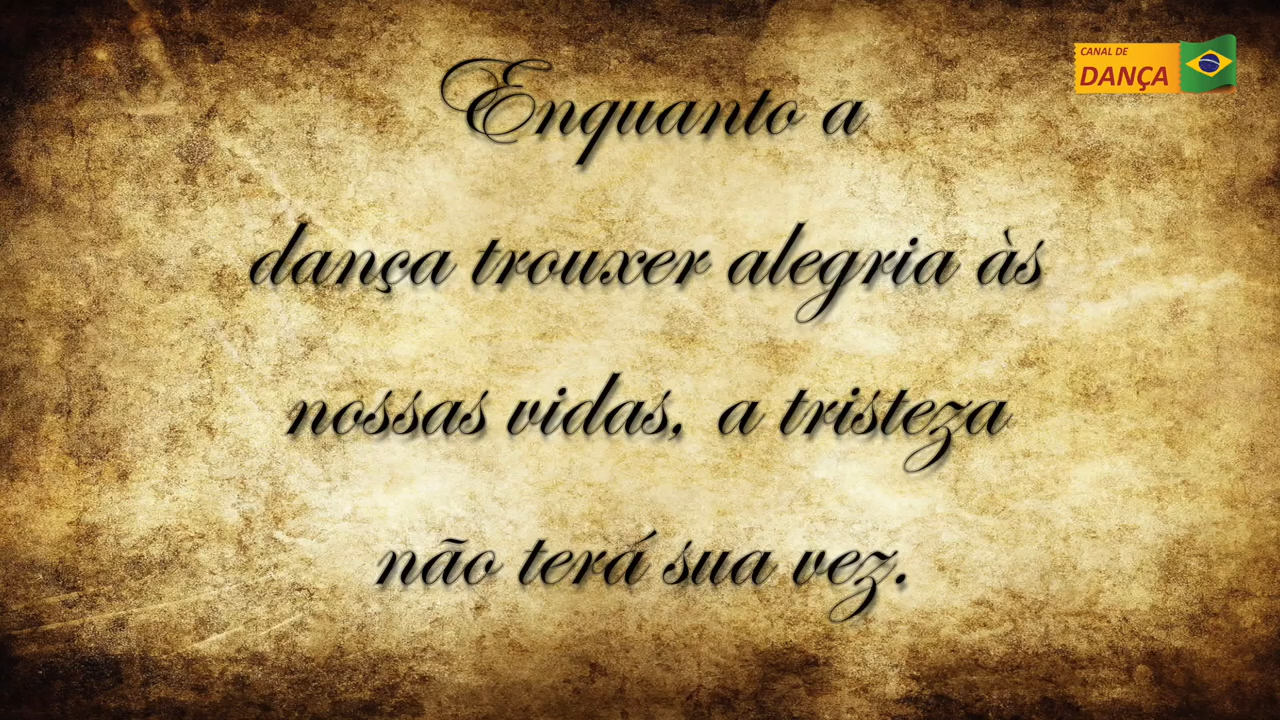 CANAL DE
DANÇA
Enquanto a
dança trouxer alegria às
nossas vidas, a tristeza
não terá sua vez.